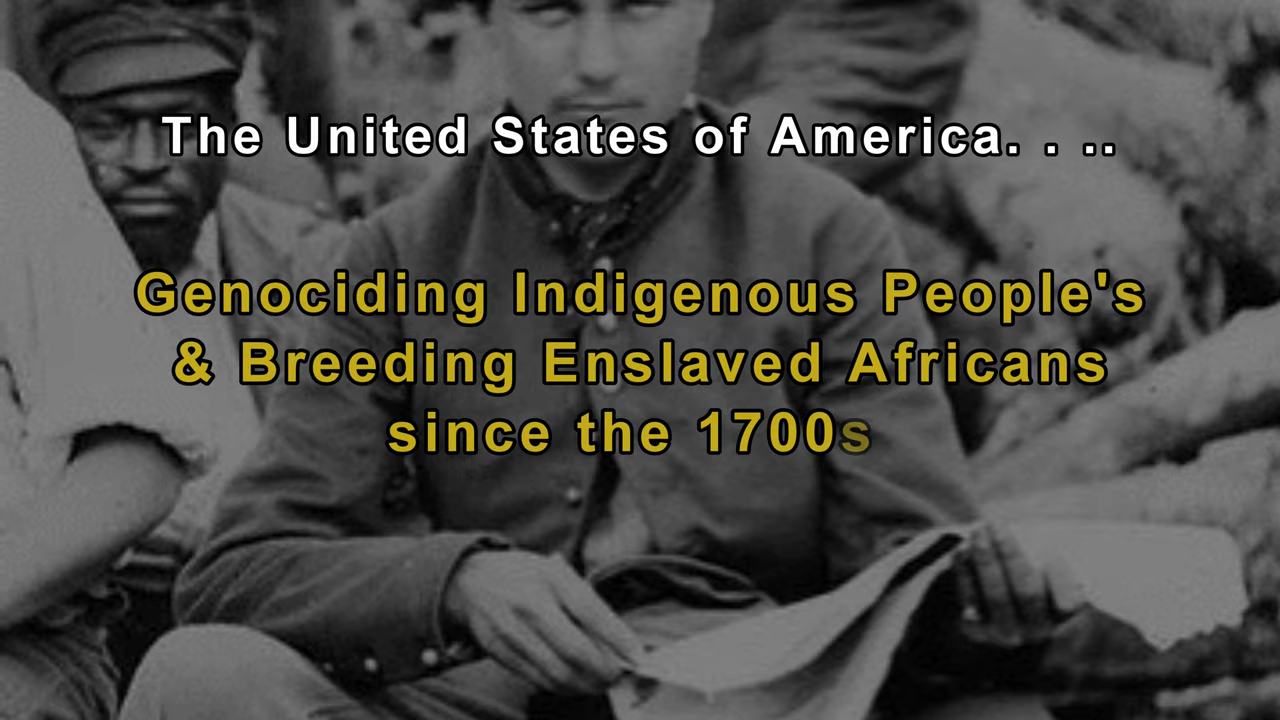 The United States of America. . ..
Genociding Indigenous People's
& Breeding Enslaved Africans
since the 1700s